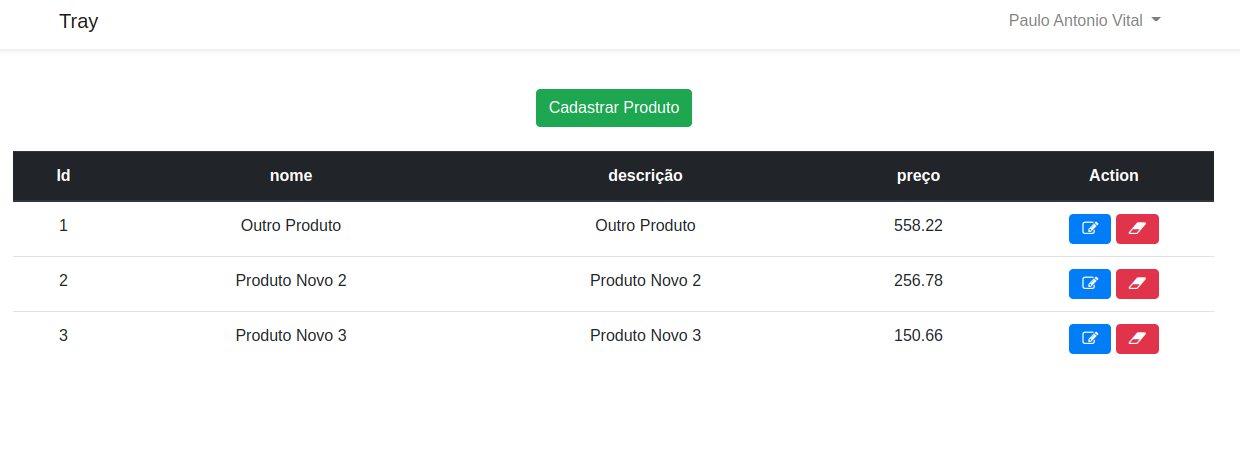 Tray Paulo Antonio Vital
Cadastrar Produto
Id nome descrição preço Action
1 Outro Produto Outro Produto 558.22
2 Produto Novo 2 Produto Novo 2 256.78
3 Produto Novo 3 Produto Novo 3 150.66